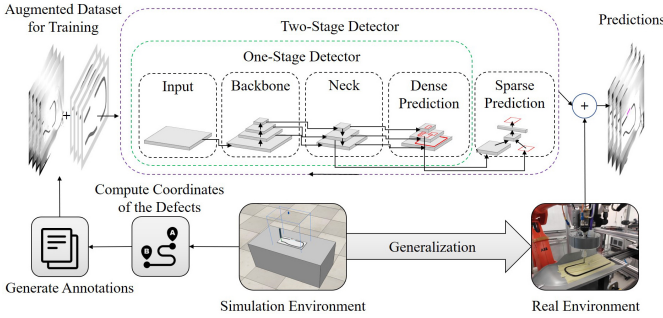 Augmented Dataset
for Training
+
Two-Stage Detector
One-Stage Detector
Input
Backbone
Neck
Dense
Prediction
Sparse
Prediction
+
Predictions
Compute Coordinates
of the Defects
A
B
Generate Annotations
Simulation Environment
Generalization
Real Environment